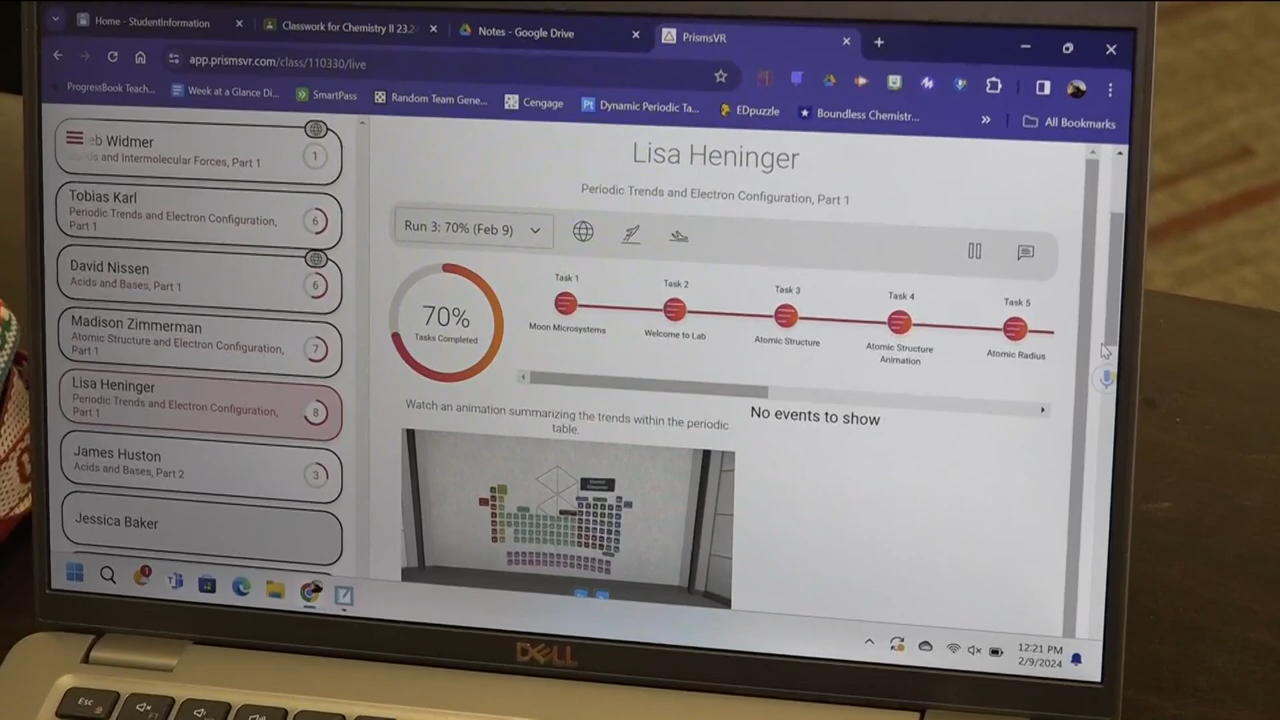 Home - StudentInformation
Classwork for Chemistry II 23.2
Notes - Google Drive
PrismsVR
app.prismsvr.com/class/110330/live
ProgressBook Teach...
Week at a Glance Di...
SmartPass
Random Team Gene...
Cengage
Pt
Dynamic Periodic Ta...
EDpuzzle
Boundless Chemistr...
All Bookmarks
eb Widmer
ds and Intermolecular Forces, Part 1
1
Tobias Karl
Periodic Trends and Electron Configuration,
Part 1
6
David Nissen
Acids and Bases, Part 1
6
Madison Zimmerman
Atomic Structure and Electron Configuration,
Part 1
7
Lisa Heninger
Periodic Trends and Electron Configuration,
Part 1
8
James Huston
Acids and Bases, Part 2
3
Jessica Baker
Lisa Heninger
Periodic Trends and Electron Configuration, Part 1
Run 3: 70% (Feb 9)
70%
Tasks Completed
Task 1
Moon Microsystems
Task 2
Welcome to Lab
Task 3
Atomic Structure
Task 4
Atomic Structure
Animation
Task 5
Atomic Radius
Watch an animation summarizing the trends within the periodic
table.
No events to show
12:21 PM
2/9/2024
DELL
Esc